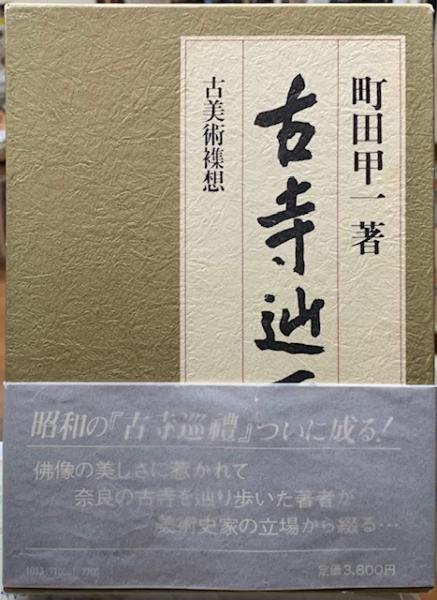 町田甲一著
古寺辿
古美術襍想
昭和の『古寺巡禮』ついに成る!
佛像の美しさに惹かれて
奈良の古寺を辿り歩いた著者が
美術史家の立場から綴る…
定価3,800円